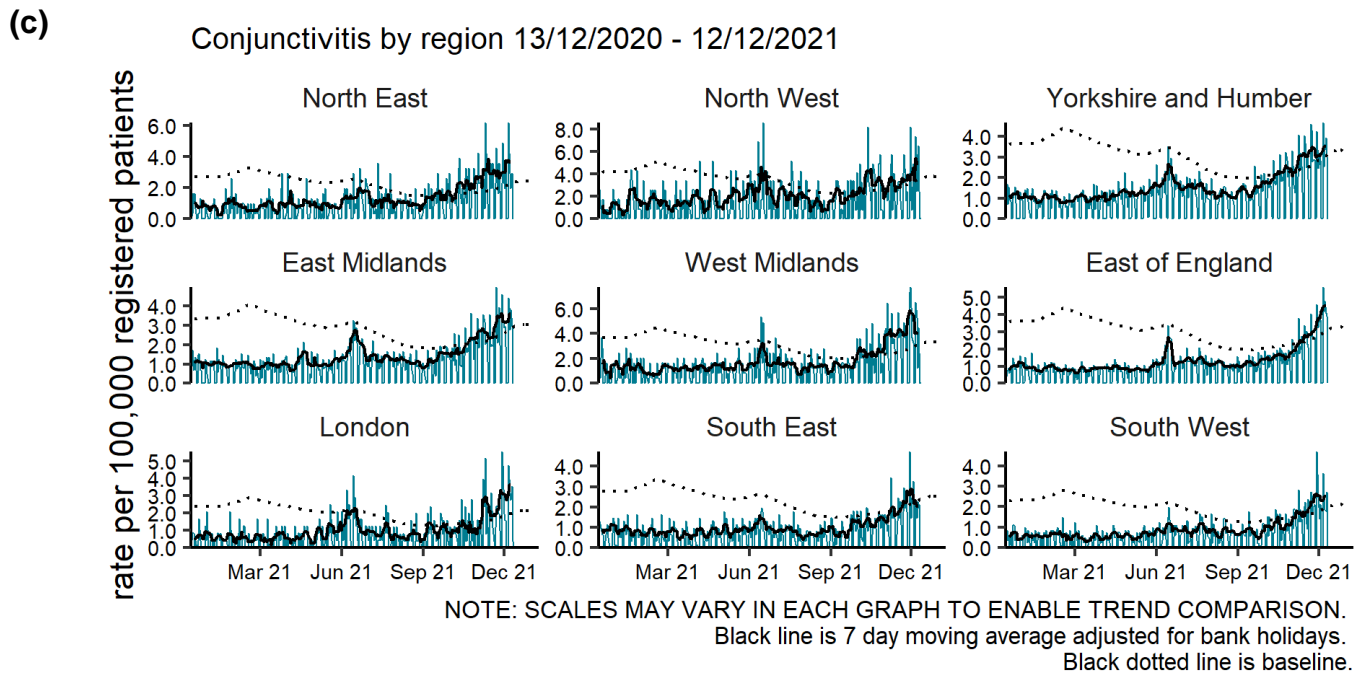 (c)
Conjunctivitis by region 13/12/2020 - 12/12/2021
rate per 100,000 registered patients
North East
6.0
4.0
2.0
0.0
North West
8.0
6.0
4.0
2.0
0.0
Yorkshire and Humber
4.0
3.0
2.0
1.0
0.0
East Midlands
4.0
3.0
2.0
1.0
0.0
West Midlands
6.0
4.0
2.0
0.0
East of England
5.0
4.0
3.0
2.0
1.0
0.0
London
5.0
4.0
3.0
2.0
1.0
0.0
Mar 21 Jun 21 Sep 21 Dec 21
South East
4.0
3.0
2.0
1.0
0.0
Mar 21 Jun 21 Sep 21 Dec 21
South West
4.0
3.0
2.0
1.0
0.0
Mar 21 Jun 21 Sep 21 Dec 21
NOTE: SCALES MAY VARY IN EACH GRAPH TO ENABLE TREND COMPARISON.
Black line is 7 day moving average adjusted for bank holidays.
Black dotted line is baseline.